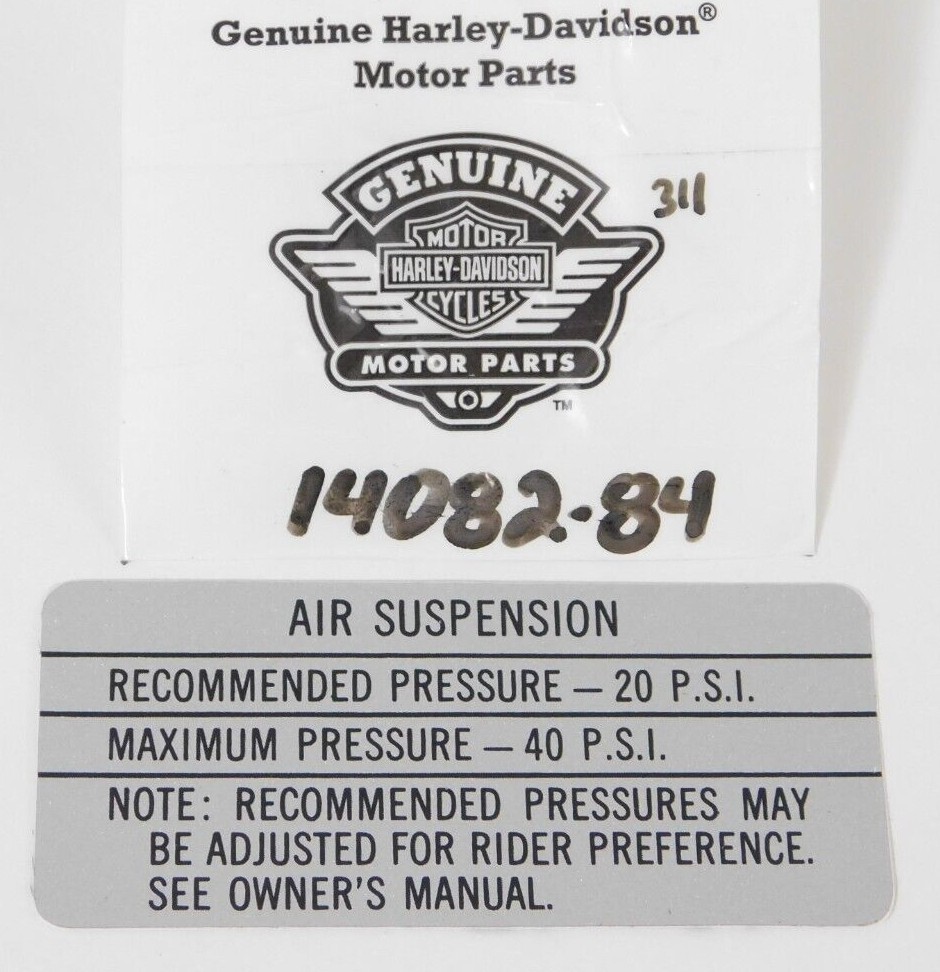 Genuine Harley-Davidson®
Motor Parts
GENUINE
311
MOTOR
HARLEY-DAVIDSON
CYCLES
MOTOR PARTS
TM
14082-84
AIR SUSPENSION
RECOMMENDED PRESSURE — 20 P.S.I.
MAXIMUM PRESSURE — 40 P.S.I.
NOTE: RECOMMENDED PRESSURES MAY
BE ADJUSTED FOR RIDER PREFERENCE.
SEE OWNER'S MANUAL.